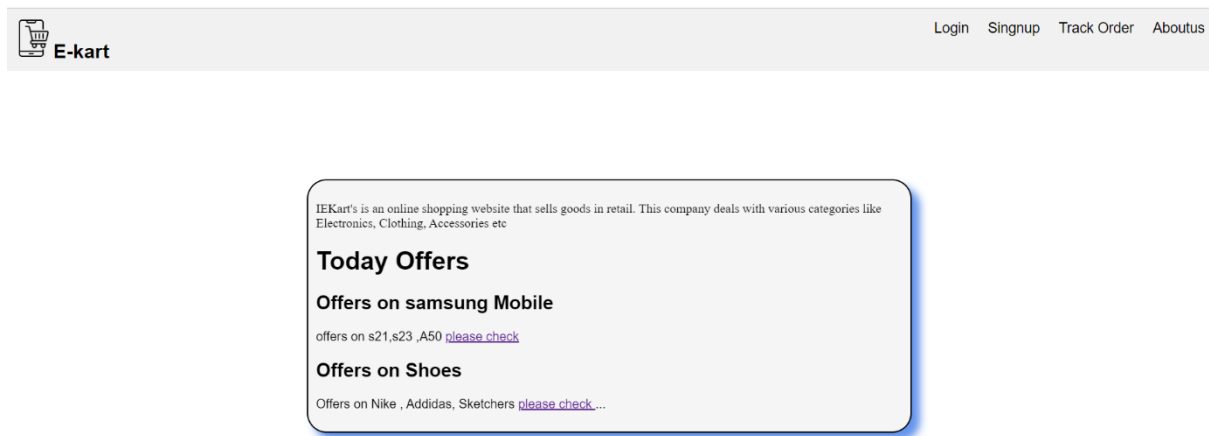 E-kart
Login Singnup Track Order Aboutus
IEKart's is an online shopping website that sells goods in retail. This company deals with various categories like
Electronics, Clothing, Accessories etc
Today Offers
Offers on samsung Mobile
offers on s21,s23 ,A50 please check
Offers on Shoes
Offers on Nike , Addidas, Sketchers please check ...